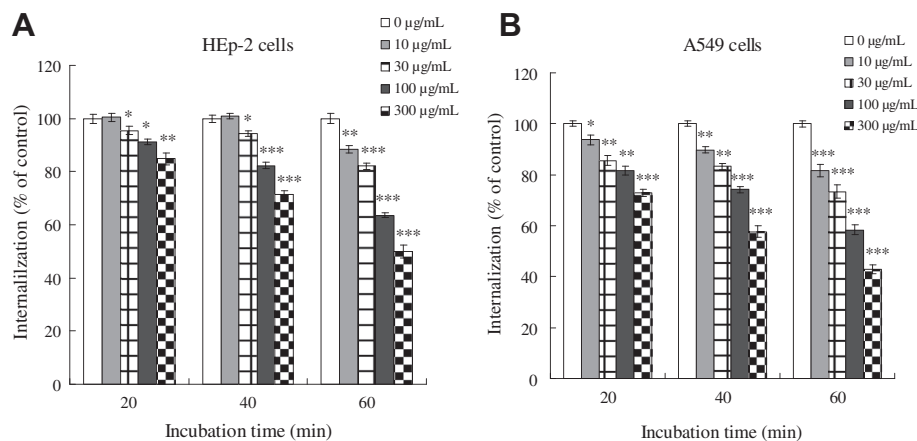 A
HEp-2 cells
0 µg/mL
10 µg/mL
30 µg/mL
100 µg/mL
300 µg/mL
Internalilzation (% of control)
120
100
80
60
40
20
0
* * **
* *** ***
** ** *** ***
20 40 60
Incubation time (min)
B
A549 cells
0 µg/mL
10 µg/mL
30 µg/mL
100 µg/mL
300 µg/mL
Internalization (% of control)
120
100
80
60
40
20
0
* ** ** ***
** ** *** ***
*** *** *** ***
20 40 60
Incubation time (min)